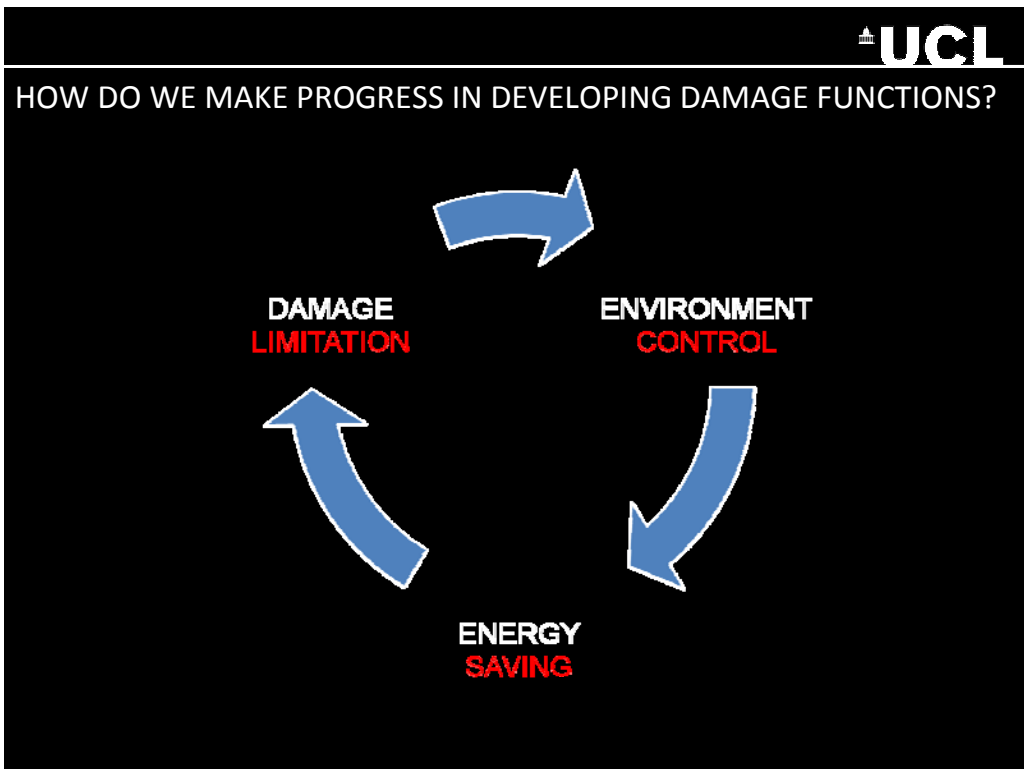 UCL
HOW DO WE MAKE PROGRESS IN DEVELOPING DAMAGE FUNCTIONS?
DAMAGE
LIMITATION
ENVIRONMENT
CONTROL
ENERGY
SAVING